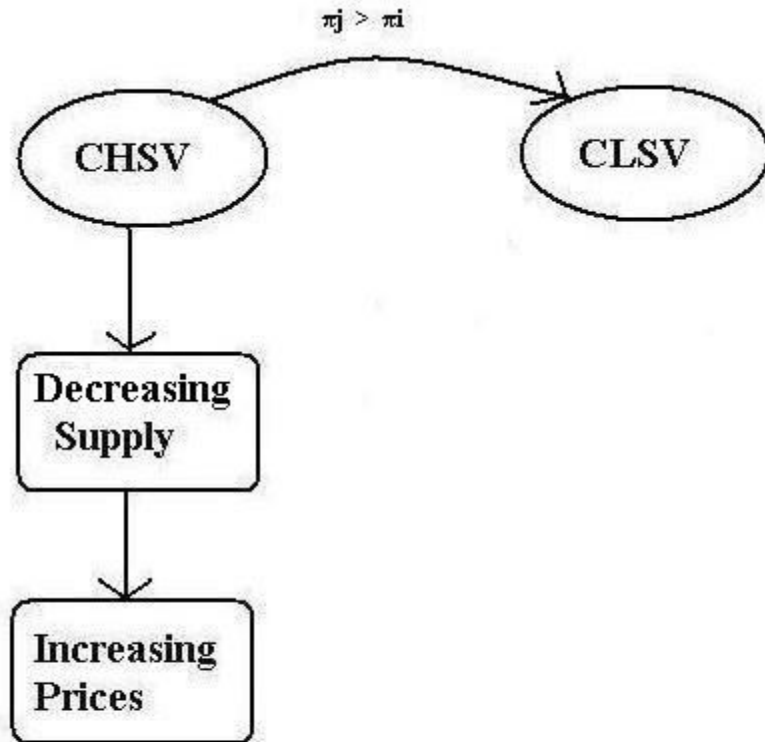 πj > πi
CHSV
CLSV
Decreasing
Supply
Increasing
Prices